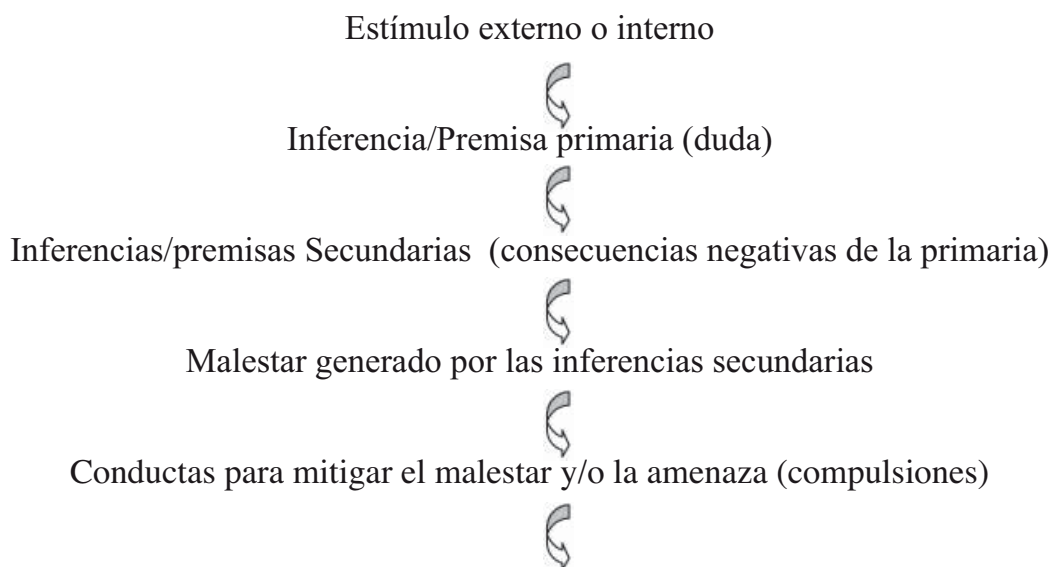 Estímulo externo o interno
Inferencia/Premisa primaria (duda)
Inferencias/premisas Secundarias (consecuencias negativas de la primaria)
Malestar generado por las inferencias secundarias
Conductas para mitigar el malestar y/o la amenaza (compulsiones)